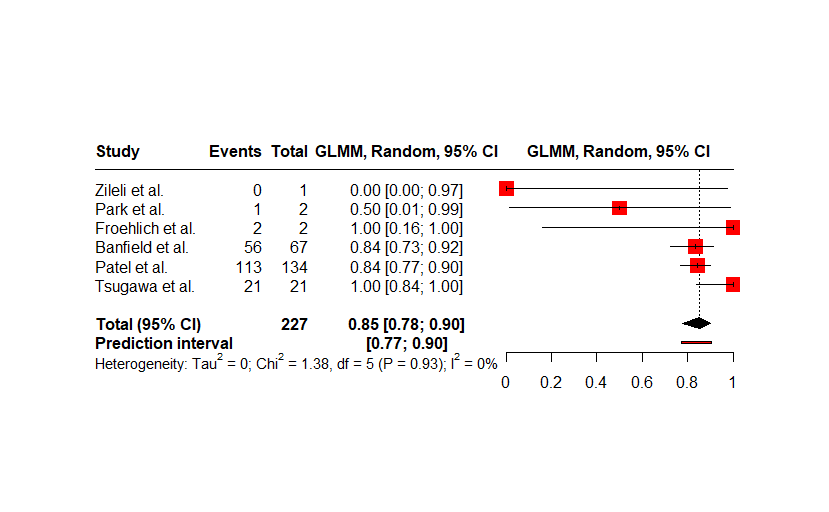 Study Events Total GLMM, Random, 95% CI GLMM, Random, 95% CI
Zileli et al. 0 1 0.00 [0.00; 0.97]
Park et al. 1 2 0.50 [0.01; 0.99]
Froehlich et al. 2 2 1.00 [0.16; 1.00]
Banfield et al. 56 67 0.84 [0.73; 0.92]
Patel et al. 113 134 0.84 [0.77; 0.90]
Tsugawa et al. 21 21 1.00 [0.84; 1.00]
Total (95% CI) 227 0.85 [0.78; 0.90]
Prediction interval [0.77; 0.90]
Heterogeneity: Tau² = 0; Chi² = 1.38, df = 5 (P = 0.93); I² = 0%
0 0.2 0.4 0.6 0.8 1